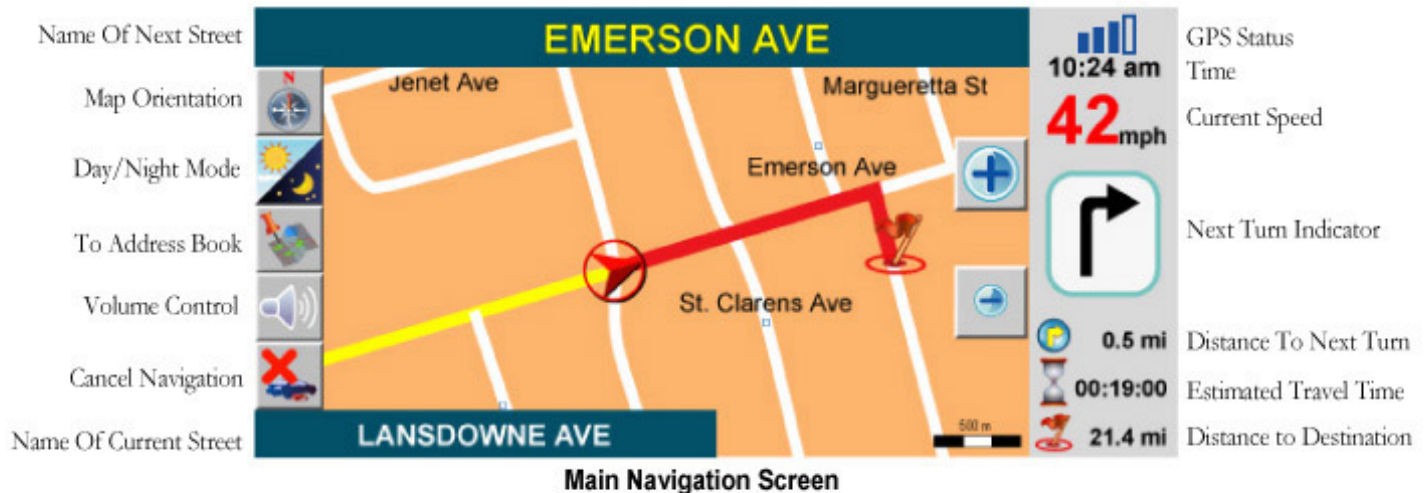 Name Of Next Street
Map Orientation
Day/Night Mode
To Address Book
Volume Control
Cancel Navigation
Name Of Current Street
EMERSON AVE
N
Jenet Ave
Margueretta St
Emerson Ave
St. Clarens Ave
500 m
LANSDOWNE AVE
10:24 am
42mph
0.5 mi
00:19:00
21.4 mi
GPS Status
Time
Current Speed
Next Turn Indicator
Distance To Next Turn
Estimated Travel Time
Distance to Destination
Main Navigation Screen